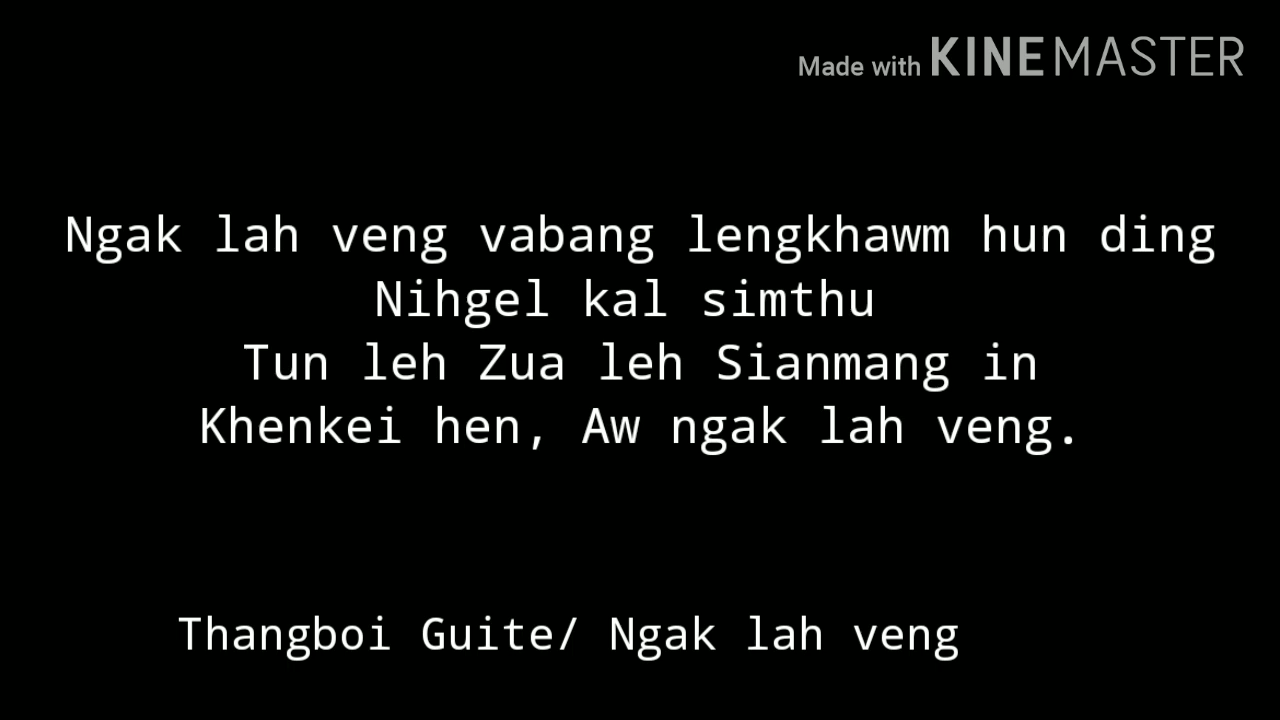 Made with KINEMASTER
Ngak lah veng vabang lengkhawm hun ding
Nihgel kal simthu
Tun leh Zua leh Sianmang in
Khenkei hen, Aw ngak lah veng.
Thangboi Guite/ Ngak lah veng